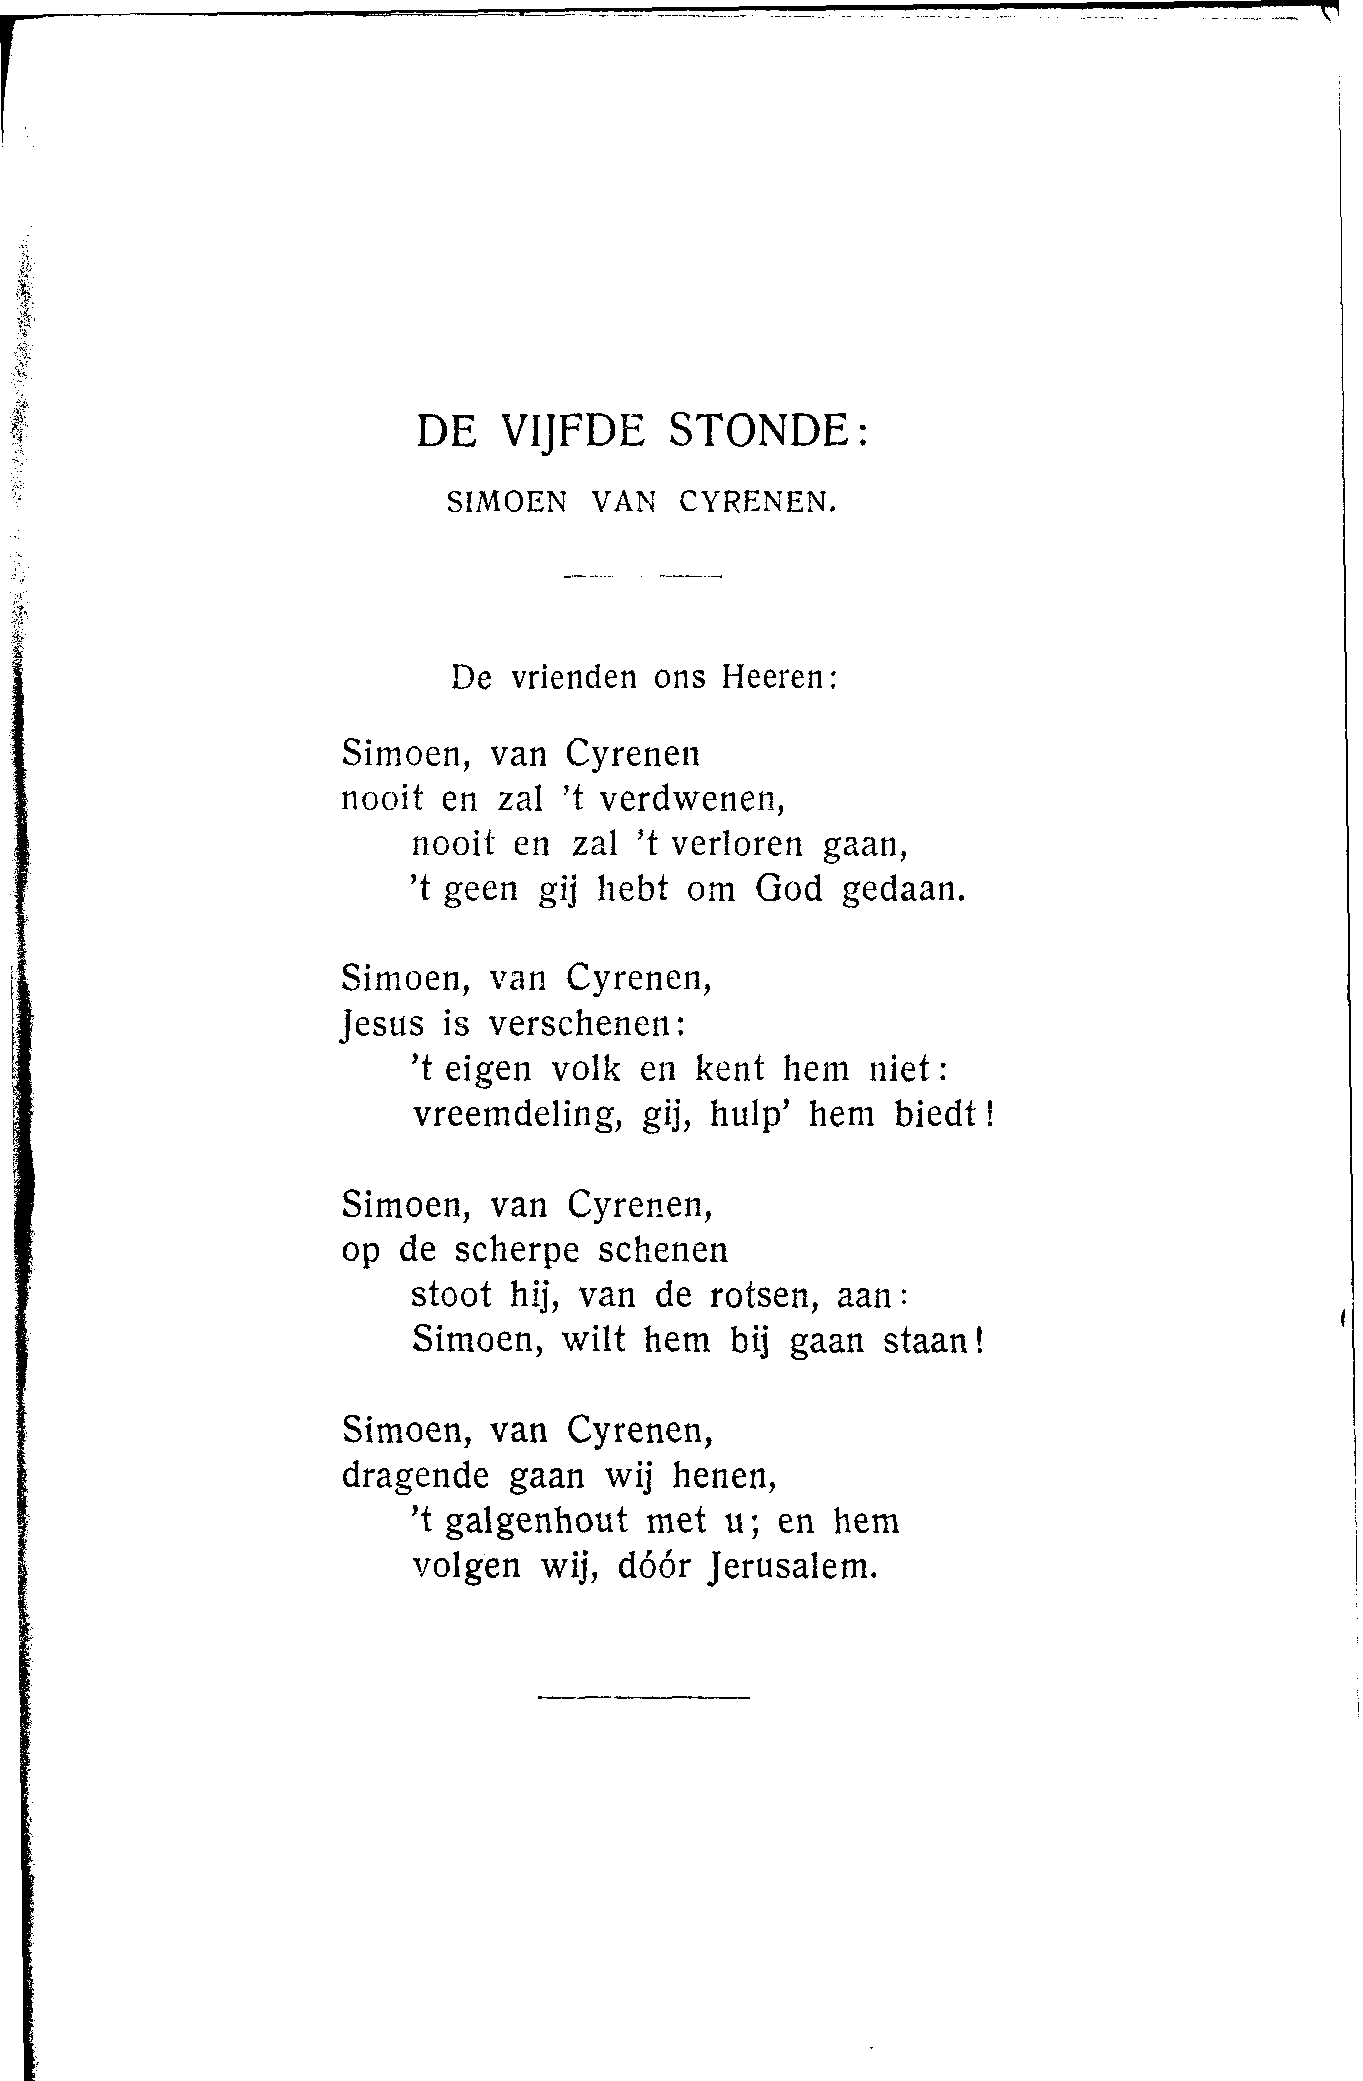 DE VIJFDE STONDE:
SIMOEN VAN CYRENEN.
De vrienden ons Heeren:
Simoen, van Cyrenen
nooit en zal 't verdwenen,
nooit en zal 't verloren gaan,
't geen gij hebt om God gedaan.
Simoen, van Cyrenen,
Jesus is verschenen:
't eigen volk en kent hem niet:
vreemdeling, gij, hulp' hem biedt!
Simoen, van Cyrenen,
op de scherpe schenen
stoot hij, van de rotsen, aan:
Simoen, wilt hem bij gaan staan!
Simoen, van Cyrenen,
dragende gaan wij henen,
't galgenhout met u; en hem
volgen wij, dóór Jerusalem.